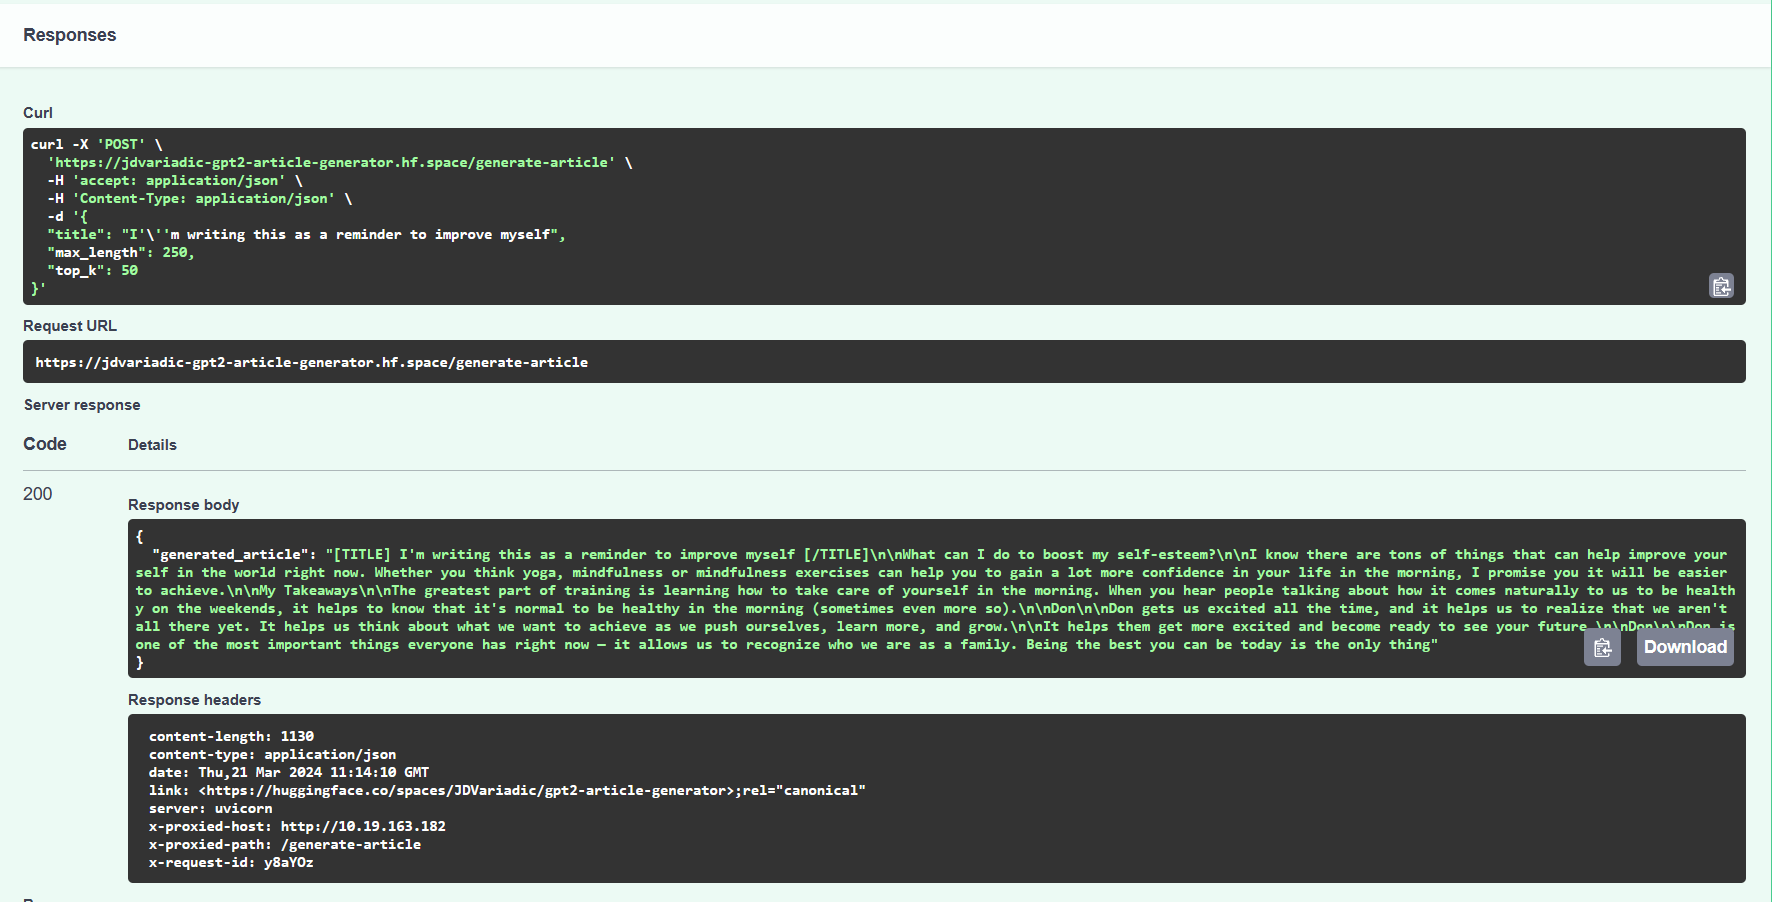 Responses
Curl
curl -X 'POST' \
'https://jdvariadic-gpt2-article-generator.hf.space/generate-article' \
-H 'accept: application/json' \
-H 'Content-Type: application/json' \
-d '{
"title": "I'\''m writing this as a reminder to improve myself",
"max_length": 250,
"top_k": 50
}'
Request URL
https://jdvariadic-gpt2-article-generator.hf.space/generate-article
Server response
Code Details
200
Response body
{
"generated_article": "[TITLE] I'm writing this as a reminder to improve myself [/TITLE]\n\nWhat can I do to boost my self-esteem?\n\nI know there are tons of things that can help improve your
self in the world right now. Whether you think yoga, mindfulness or mindfulness exercises can help you to gain a lot more confidence in your life in the morning, I promise you it will be easier
to achieve.\n\nMy Takeaways\n\nThe greatest part of training is learning how to take care of yourself in the morning. When you hear people talking about how it comes naturally to us to be health
y on the weekends, it helps to know that it's normal to be healthy in the morning (sometimes even more so).\n\nDon\n\nDon gets us excited all the time, and it helps us to realize that we aren't
all there yet. It helps us think about what we want to achieve as we push ourselves, learn more, and grow.\n\nIt helps them get more excited and become ready to see your future.\n\nDon\n\nDon is
one of the most important things everyone has right now — it allows us to recognize who we are as a family. Being the best you can be today is the only thing"
}
Download
Response headers
content-length: 1130
content-type: application/json
date: Thu,21 Mar 2024 11:14:10 GMT
link: <https://huggingface.co/spaces/JDVariadic/gpt2-article-generator>;rel="canonical"
server: uvicorn
x-proxied-host: http://10.19.163.182
x-proxied-path: /generate-article
x-request-id: y8aYOz